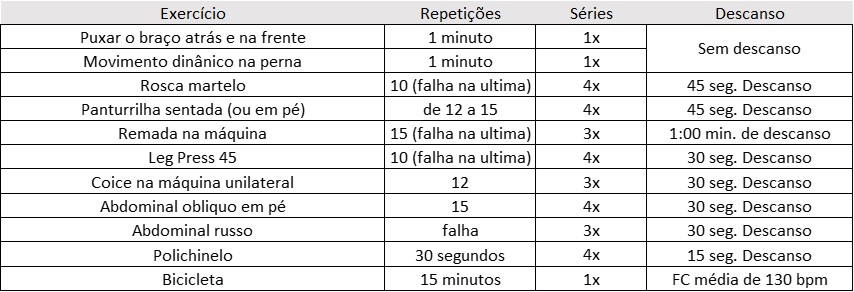 Exercício Repetições Séries Descanso
Puxar o braço atrás e na frente 1 minuto 1x Sem descanso
Movimento dinânico na perna 1 minuto 1x
Rosca martelo 10 (falha na ultima) 4x 45 seg. Descanso
Panturrilha sentada (ou em pé) de 12 a 15 4x 45 seg. Descanso
Remada na máquina 15 (falha na ultima) 3x 1:00 min. de descanso
Leg Press 45 10 (falha na ultima) 4x 30 seg. Descanso
Coice na máquina unilateral 12 3x 30 seg. Descanso
Abdominal obliquo em pé 15 4x 30 seg. Descanso
Abdominal russo falha 3x 30 seg. Descanso
Polichinelo 30 segundos 4x 15 seg. Descanso
Bicicleta 15 minutos 1x FC média de 130 bpm